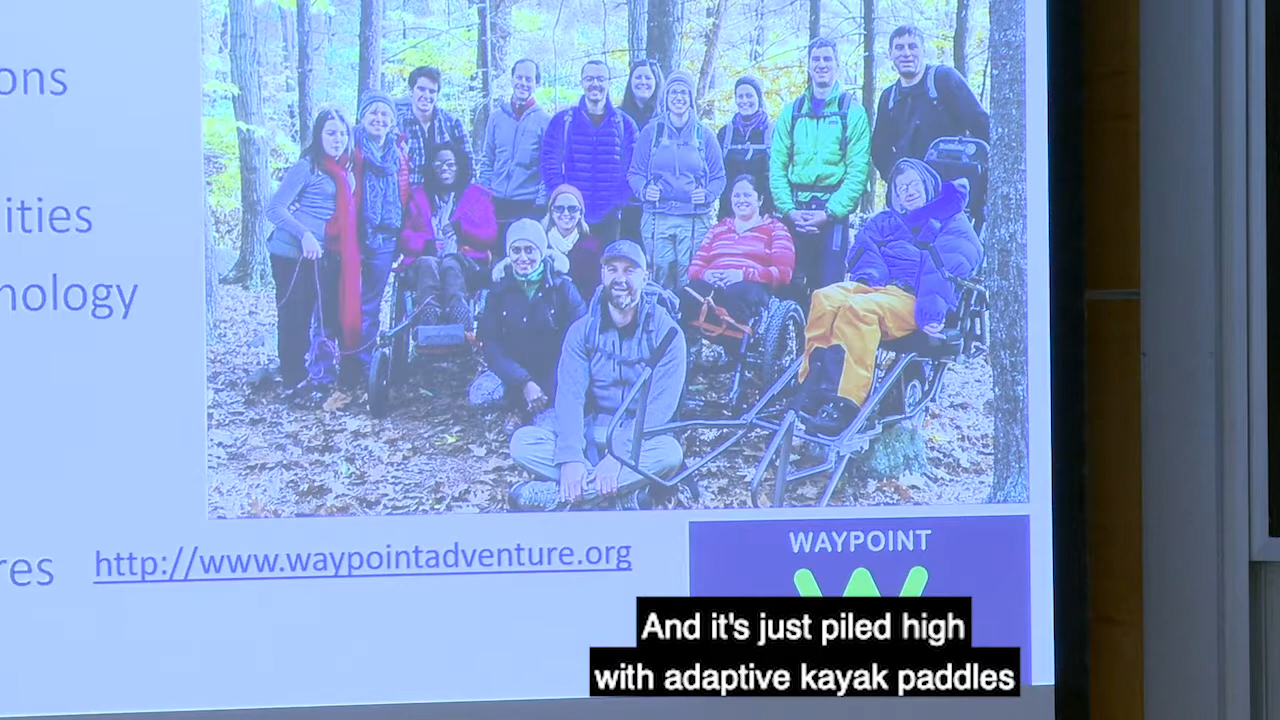 ons
ities
nology
res http://www.waypointadventure.org
WAYPOINT
And it's just piled high
with adaptive kayak paddles